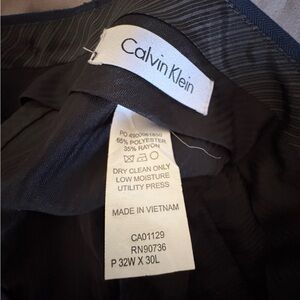 Calvin Klein
65% POLYESTER
35% RAYON
DRY CLEAN ONLY
LOW MOISTURE
UTILITY PRESS
MADE IN VIETNAM
CA01129
RN90736
P 32W X 30L